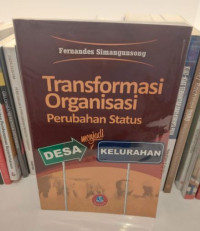 Fernandes Simangunsong
Transformasi
Organisasi
Perubahan Status
DESA
menjadi
KELURAHAN